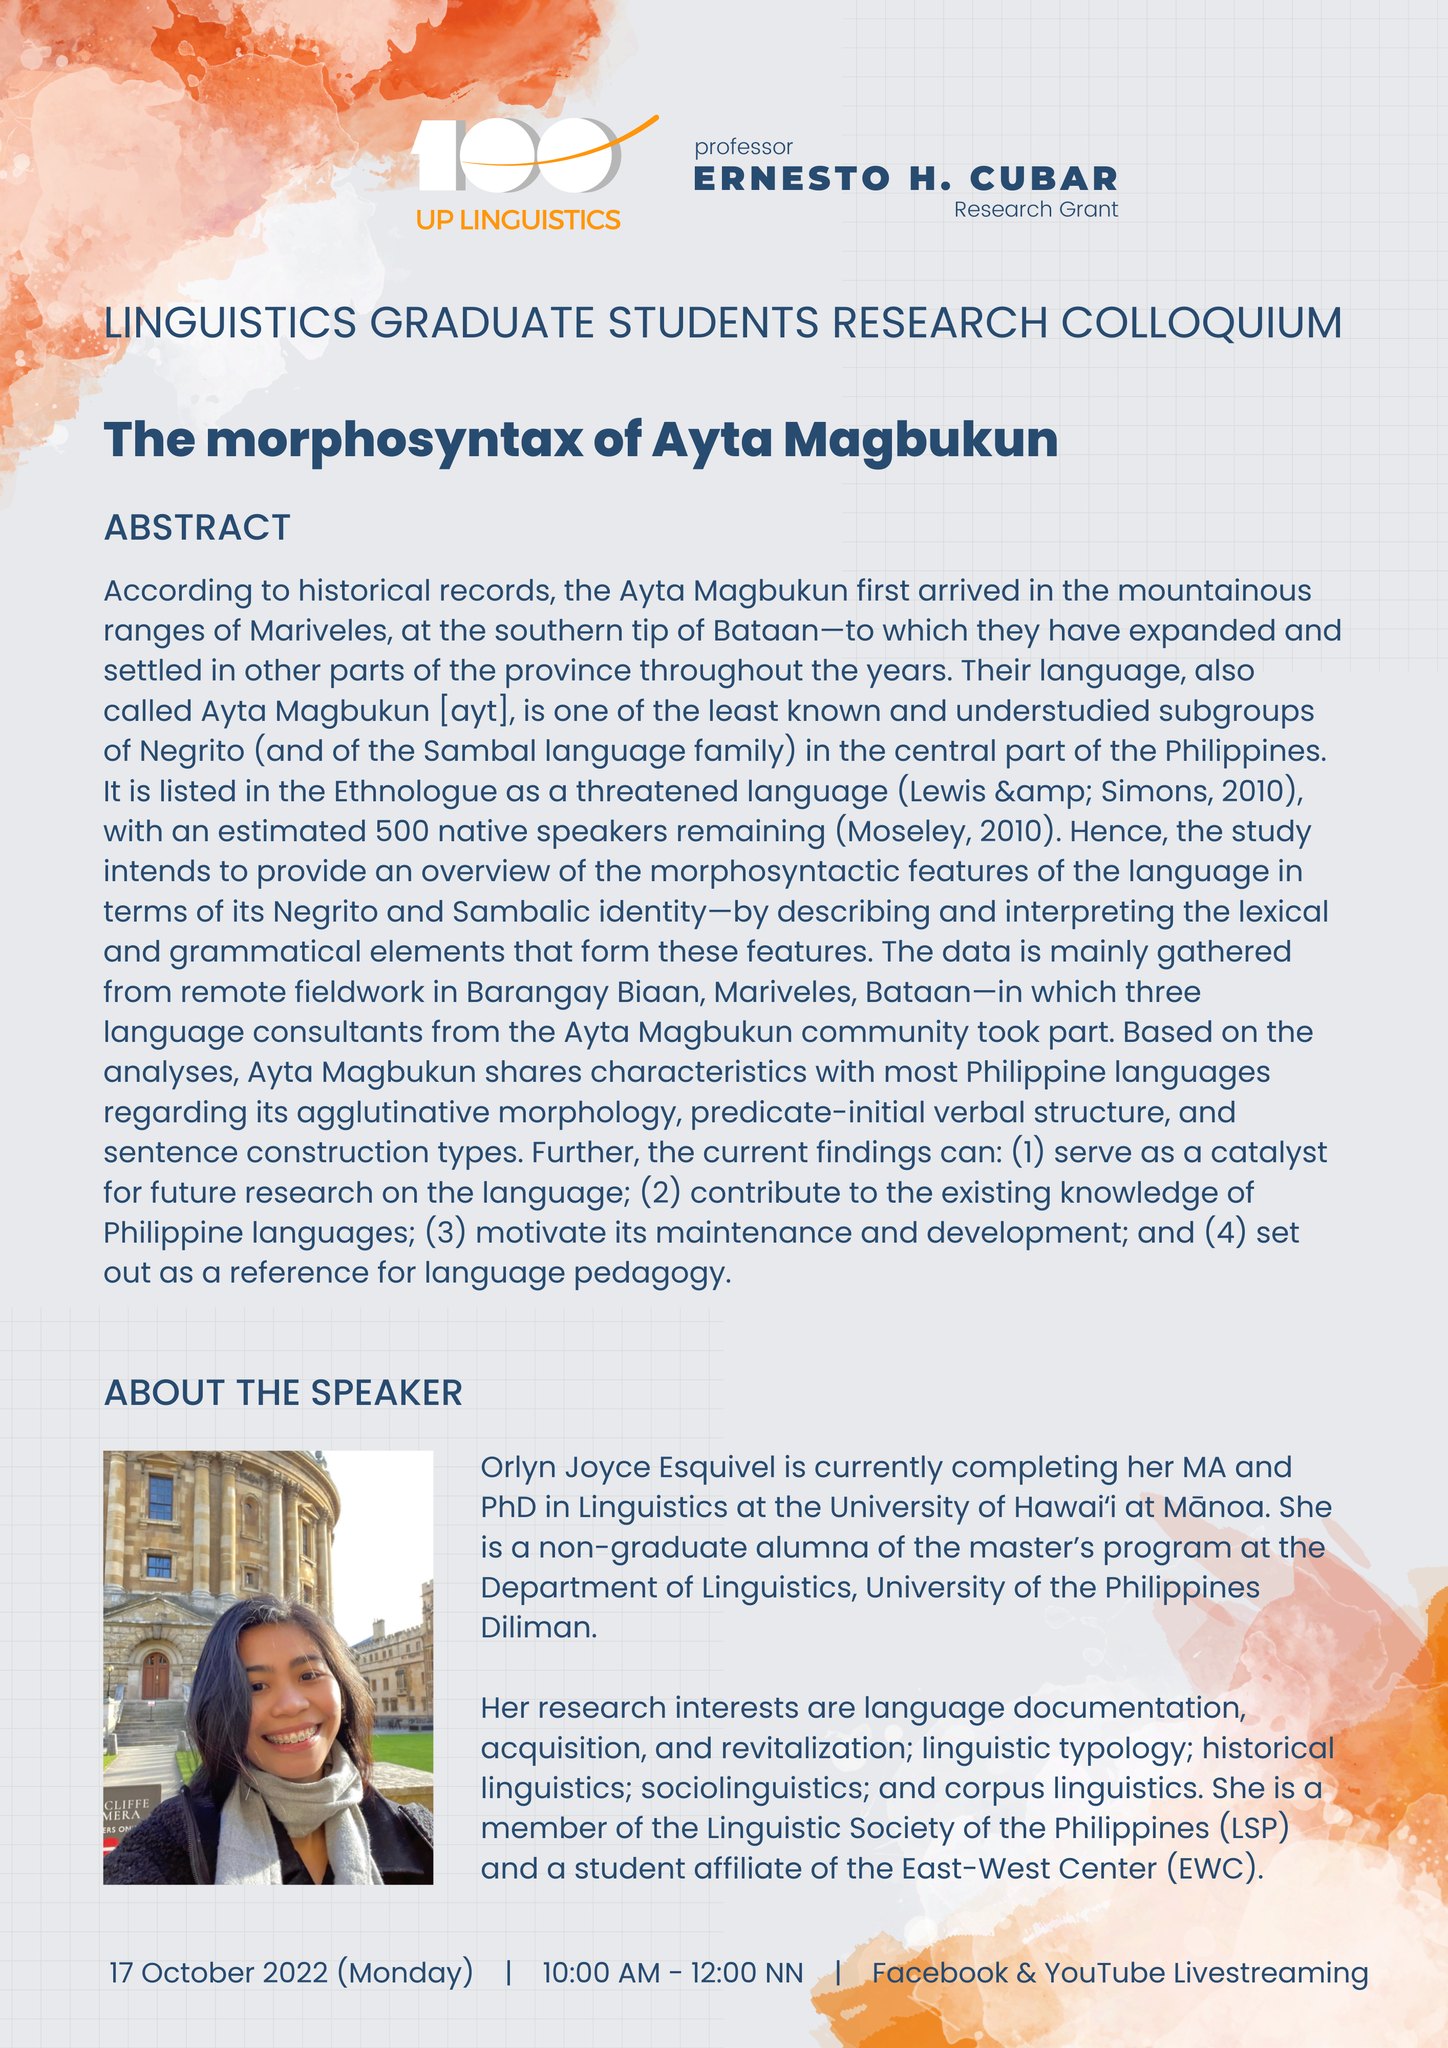 100
UP LINGUISTICS
professor
ERNESTO H. CUBAR
Research Grant
LINGUISTICS GRADUATE STUDENTS RESEARCH COLLOQUIUM
The morphosyntax of Ayta Magbukun
ABSTRACT
According to historical records, the Ayta Magbukun first arrived in the mountainous
ranges of Mariveles, at the southern tip of Bataan—to which they have expanded and
settled in other parts of the province throughout the years. Their language, also
called Ayta Magbukun [ayt], is one of the least known and understudied subgroups
of Negrito (and of the Sambal language family) in the central part of the Philippines.
It is listed in the Ethnologue as a threatened language (Lewis &amp; Simons, 2010),
with an estimated 500 native speakers remaining (Moseley, 2010). Hence, the study
intends to provide an overview of the morphosyntactic features of the language in
terms of its Negrito and Sambalic identity—by describing and interpreting the lexical
and grammatical elements that form these features. The data is mainly gathered
from remote fieldwork in Barangay Biaan, Mariveles, Bataan—in which three
language consultants from the Ayta Magbukun community took part. Based on the
analyses, Ayta Magbukun shares characteristics with most Philippine languages
regarding its agglutinative morphology, predicate-initial verbal structure, and
sentence construction types. Further, the current findings can: (1) serve as a catalyst
for future research on the language; (2) contribute to the existing knowledge of
Philippine languages; (3) motivate its maintenance and development; and (4) set
out as a reference for language pedagogy.
ABOUT THE SPEAKER
Orlyn Joyce Esquivel is currently completing her MA and
PhD in Linguistics at the University of Hawai‘i at Mānoa. She
is a non-graduate alumna of the master’s program at the
Department of Linguistics, University of the Philippines
Diliman.
Her research interests are language documentation,
acquisition, and revitalization; linguistic typology; historical
linguistics; sociolinguistics; and corpus linguistics. She is a
member of the Linguistic Society of the Philippines (LSP)
and a student affiliate of the East-West Center (EWC).
CLIFFE
MERA
ERS ON
17 October 2022 (Monday) | 10:00 AM - 12:00 NN | Facebook & YouTube Livestreaming